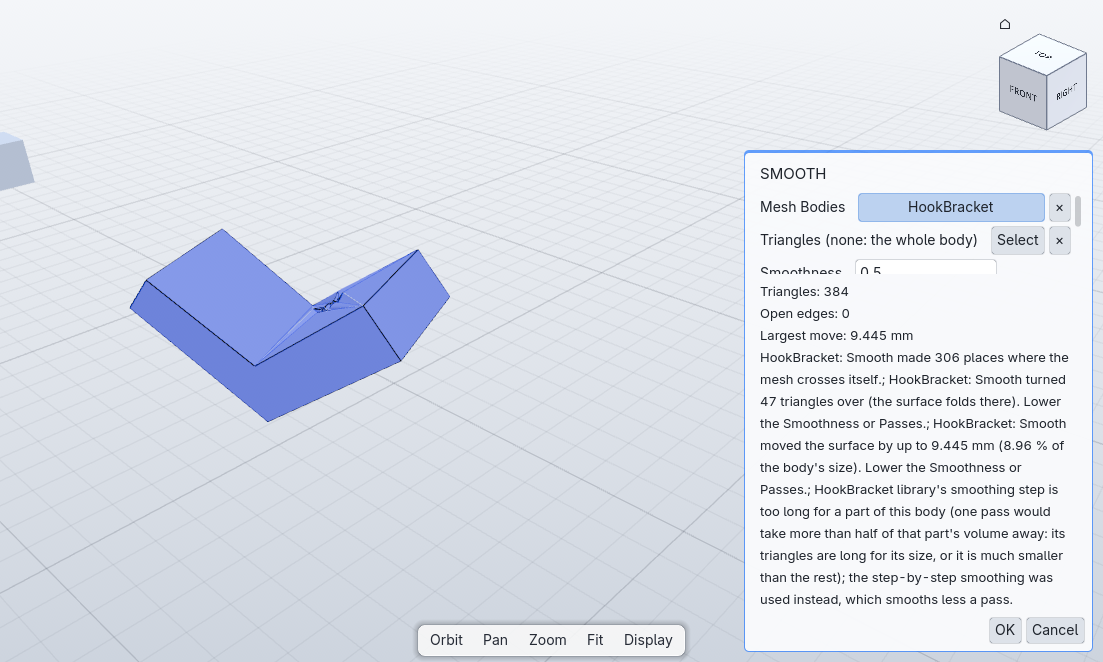 TOP
FRONT
RIGHT
SMOOTH
Mesh Bodies HookBracket ×
Triangles (none: the whole body) Select ×
Smoothness 0.5
Triangles: 384
Open edges: 0
Largest move: 9.445 mm
HookBracket: Smooth made 306 places where the
mesh crosses itself.; HookBracket: Smooth turned
47 triangles over (the surface folds there). Lower
the Smoothness or Passes.; HookBracket: Smooth
moved the surface by up to 9.445 mm (8.96 % of
the body's size). Lower the Smoothness or
Passes.; HookBracket library's smoothing step is
too long for a part of this body (one pass would
take more than half of that part's volume away: its
triangles are long for its size, or it is much smaller
than the rest); the step-by-step smoothing was
used instead, which smooths less a pass.
OK Cancel
Orbit Pan Zoom Fit Display